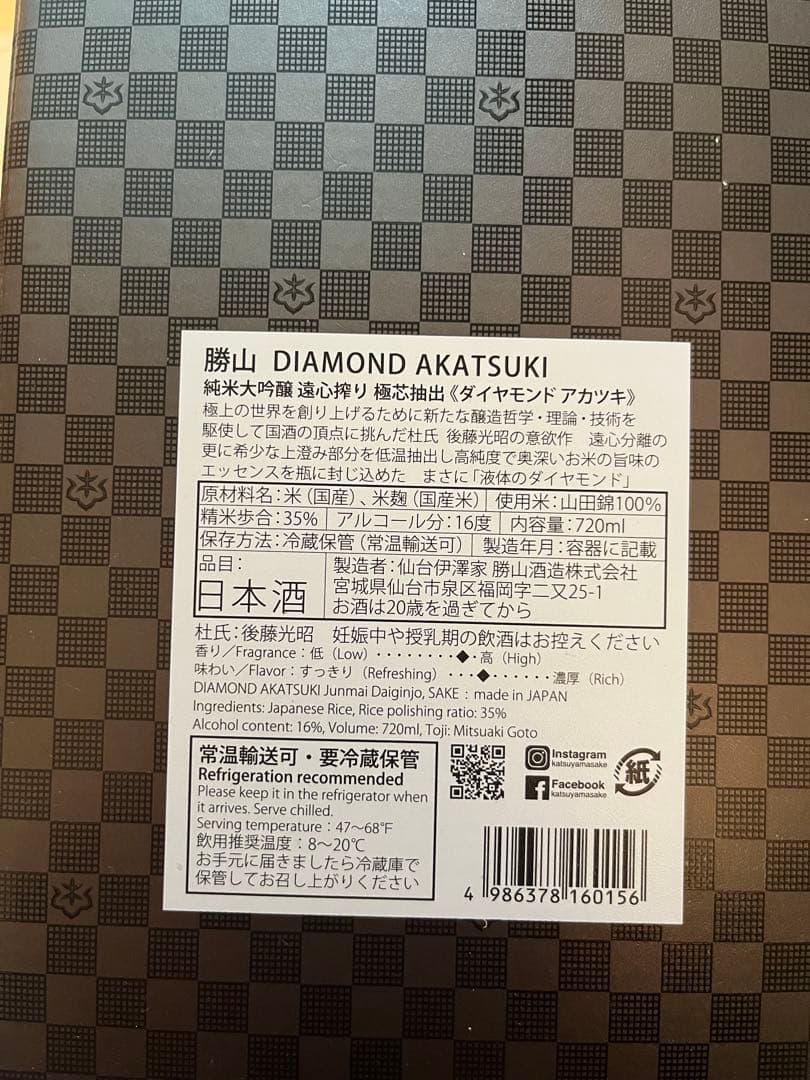 勝山 DIAMOND AKATSUKI
純米大吟醸 遠心搾り 極芯抽出《ダイヤモンド アカツキ》
極上の世界を創り上げるために新たな醸造哲学・理論・技術を
駆使して国酒の頂点に挑んだ杜氏 後藤光昭の意欲作 遠心分離の
更に希少な上澄み部分を低温抽出し高純度で奥深いお米の旨味の
エッセンスを瓶に封じ込めた まさに「液体のダイヤモンド」
原材料名：米（国産）、米麹（国産米） 使用米：山田錦100%
精米歩合：35% アルコール分：16度 内容量：720ml
保存方法：冷蔵保管（常温輸送可） 製造年月：容器に記載
品目：
日本酒
製造者：仙台伊澤家 勝山酒造株式会社
宮城県仙台市泉区福岡字二又25-1
お酒は20歳を過ぎてから
杜氏：後藤光昭 妊娠中や授乳期の飲酒はお控えください
香り／Fragrance：低（Low）・・・・・・・・◆・高（High）
味わい／Flavor：すっきり（Refreshing）・・・◆・・・・・・濃厚（Rich）
DIAMOND AKATSUKI Junmai Daiginjo, SAKE：made in JAPAN
Ingredients: Japanese Rice, Rice polishing ratio: 35%
Alcohol content: 16%, Volume: 720ml, Toji: Mitsuaki Goto
常温輸送可・要冷蔵保管
Refrigeration recommended
Please keep it in the refrigerator when
it arrives. Serve chilled.
Serving temperature：47〜68°F
飲用推奨温度：8〜20℃
お手元に届きましたら冷蔵庫で
保管してお召し上がりください
Instagram
katsuyamasake
Facebook
katsuyamasake
紙
4 986378 160156